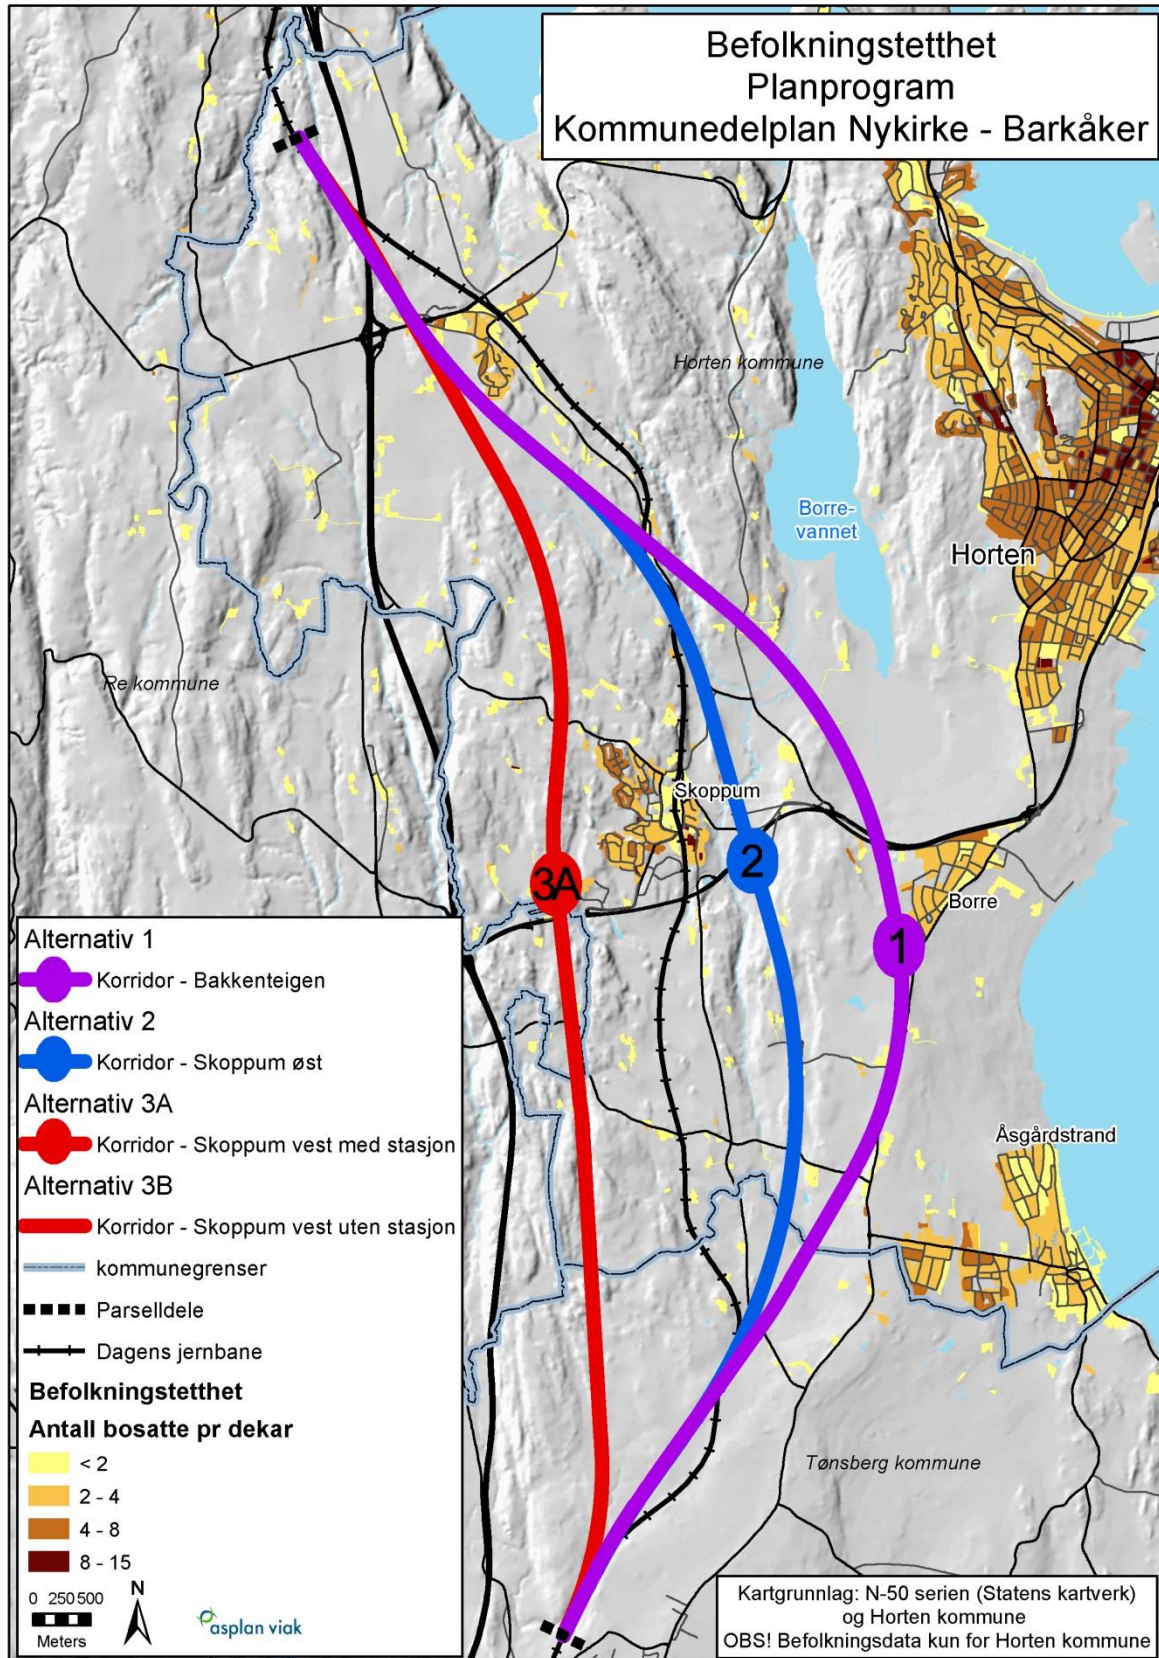 Befolkningstetthet
Planprogram
Kommunedelplan Nykirke - Barkåker
Horten kommune
Borre-
vannet
Horten
Re kommune
Skoppum
2
3A
Borre
1
Åsgårdstrand
Tønsberg kommune
Alternativ 1
Korridor - Bakkenteigen
Alternativ 2
Korridor - Skoppum øst
Alternativ 3A
Korridor - Skoppum vest med stasjon
Alternativ 3B
Korridor - Skoppum vest uten stasjon
kommunegrenser
Parselldele
Dagens jernbane
Befolkningstetthet
Antall bosatte pr dekar
< 2
2 - 4
4 - 8
8 - 15
0 250 500
Meters
N
asplan viak
Kartgrunnlag: N-50 serien (Statens kartverk)
og Horten kommune
OBS! Befolkningsdata kun for Horten kommune